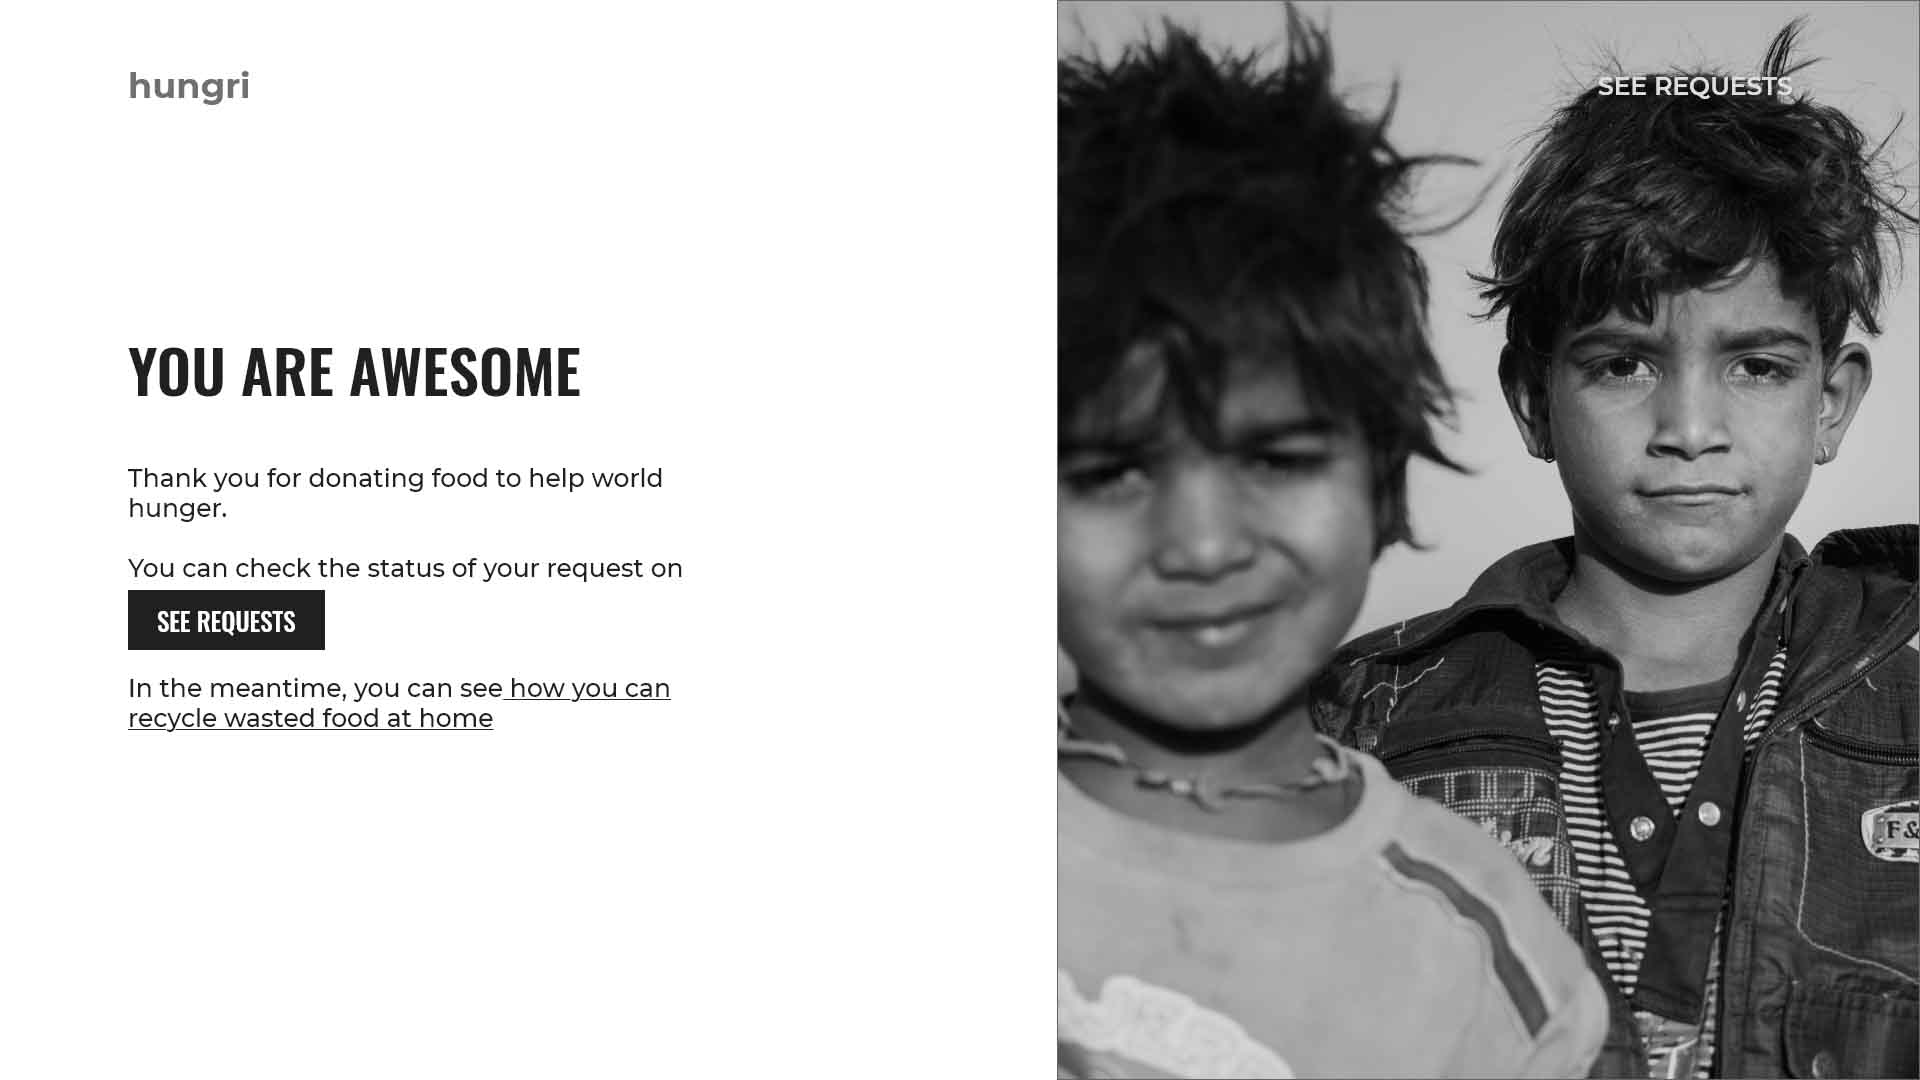 hungri
SEE REQUESTS
YOU ARE AWESOME
Thank you for donating food to help world
hunger.
You can check the status of your request on
SEE REQUESTS
In the meantime, you can see how you can
recycle wasted food at home
F &